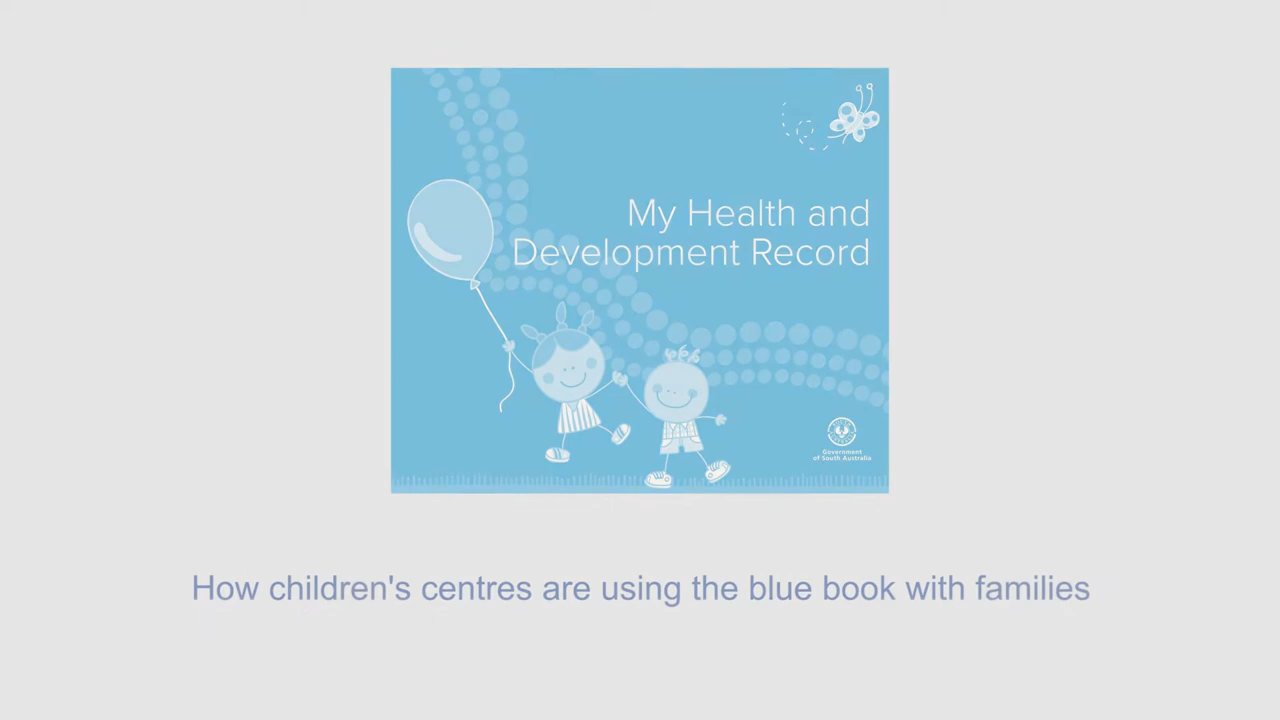 My Health and
Development Record
Government
of South Australia
How children's centres are using the blue book with families